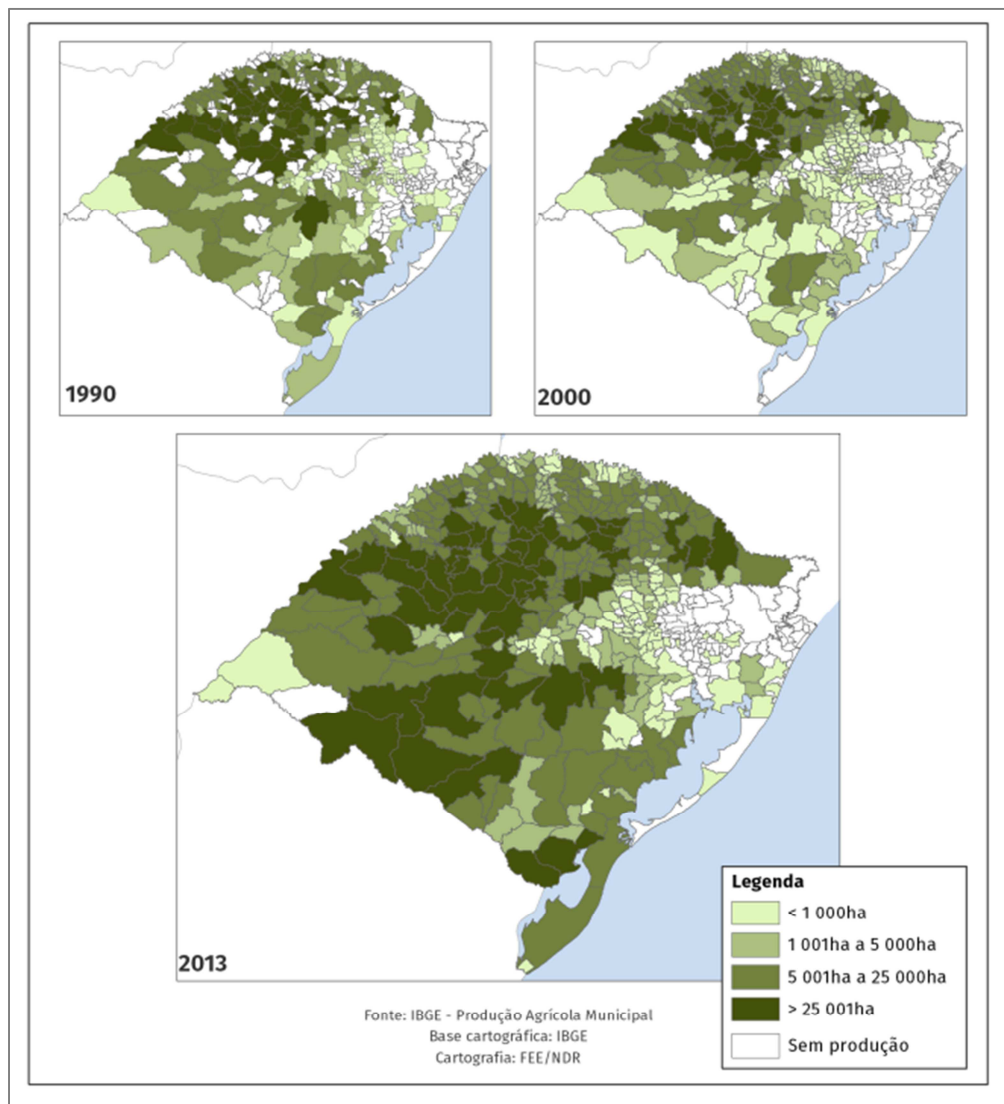 1990
2000
2013
Legenda
< 1 000ha
1 001ha a 5 000ha
5 001ha a 25 000ha
> 25 001ha
Sem produção
Fonte: IBGE - Produção Agrícola Municipal
Base cartográfica: IBGE
Cartografia: FEE/NDR